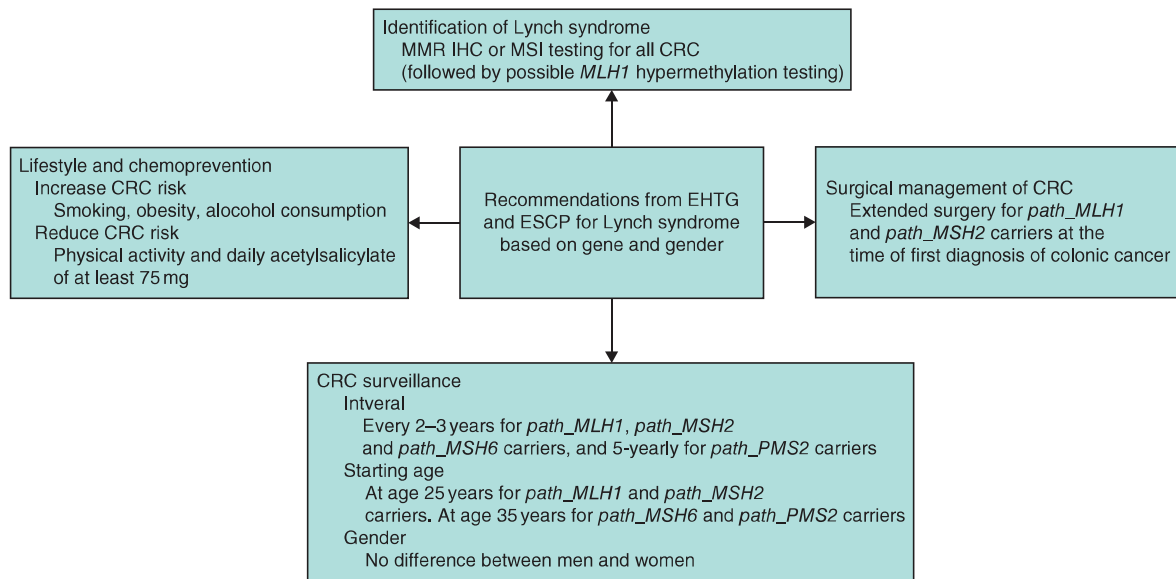 Identification of Lynch syndrome
MMR IHC or MSI testing for all CRC
(followed by possible MLH1 hypermethylation testing)
Lifestyle and chemoprevention
Increase CRC risk
Smoking, obesity, alocohol consumption
Reduce CRC risk
Physical activity and daily acetylsalicylate
of at least 75 mg
Recommendations from EHTG
and ESCP for Lynch syndrome
based on gene and gender
Surgical management of CRC
Extended surgery for path_MLH1
and path_MSH2 carriers at the
time of first diagnosis of colonic cancer
CRC surveillance
Intveral
Every 2–3 years for path_MLH1, path_MSH2
and path_MSH6 carriers, and 5-yearly for path_PMS2 carriers
Starting age
At age 25 years for path_MLH1 and path_MSH2
carriers. At age 35 years for path_MSH6 and path_PMS2 carriers
Gender
No difference between men and women